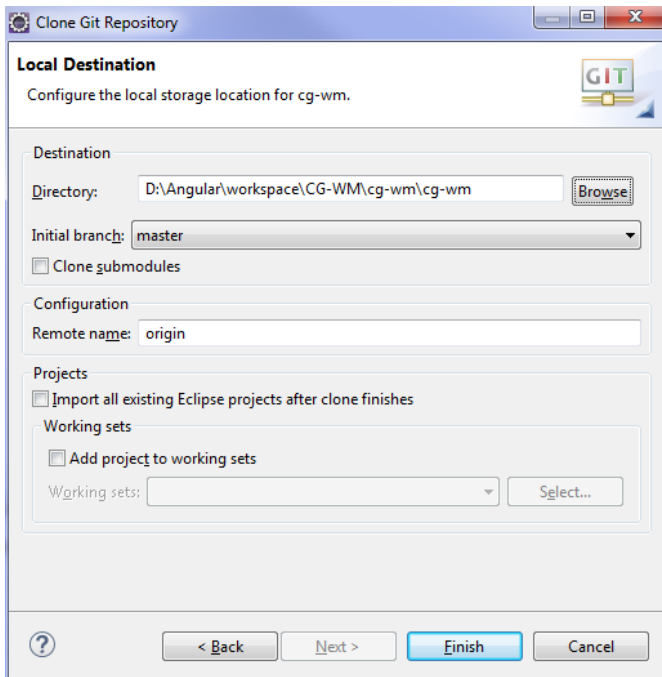 Clone Git Repository
Local Destination
GIT
Configure the local storage location for cg-wm.
Destination
Directory: D:\Angular\workspace\CG-WM\cg-wm\cg-wm Browse
Initial branch: master
Clone submodules
Configuration
Remote name: origin
Projects
Import all existing Eclipse projects after clone finishes
Working sets
Add project to working sets
Working sets: Select...
? < Back Next > Finish Cancel